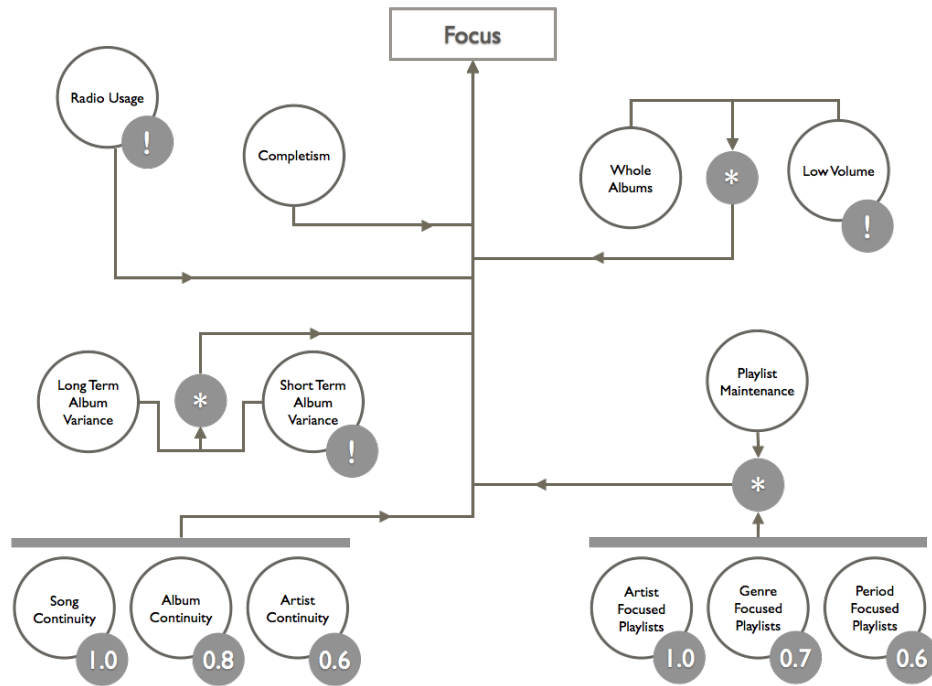 Focus
Radio Usage
!
Completism
Whole
Albums
*
Low Volume
!
Long Term
Album
Variance
*
Short Term
Album
Variance
!
Playlist
Maintenance
*
Song
Continuity
1.0
Album
Continuity
0.8
Artist
Continuity
0.6
Artist
Focused
Playlists
1.0
Genre
Focused
Playlists
0.7
Period
Focused
Playlists
0.6